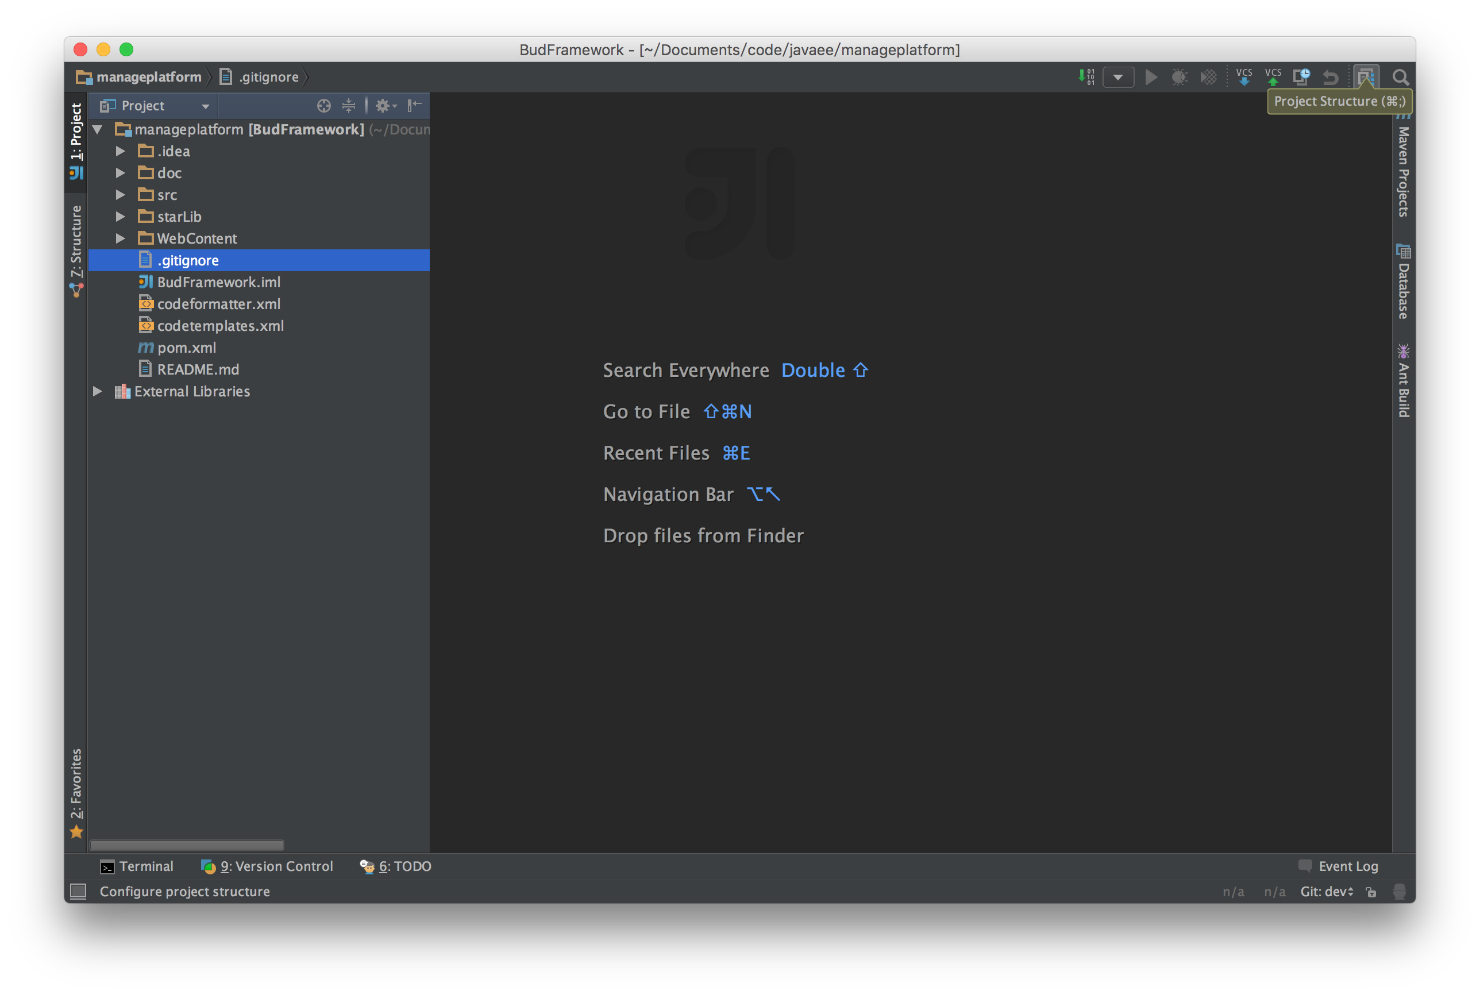 BudFramework - [~/Documents/code/javaee/manageplatform]
manageplatform .gitignore
VCS VCS
Project Structure (⌘;)
Project
manageplatform [BudFramework] (~/Docum
.idea
doc
src
starLib
WebContent
.gitignore
BudFramework.iml
codeformatter.xml
codetemplates.xml
pom.xml
README.md
External Libraries
1: Project
7: Structure
2: Favorites
Search Everywhere Double ⇧
Go to File ⇧⌘N
Recent Files ⌘E
Navigation Bar ⌥↖
Drop files from Finder
Maven Projects
Database
Ant Build
Terminal 9: Version Control 6: TODO Event Log
Configure project structure n/a n/a Git: dev